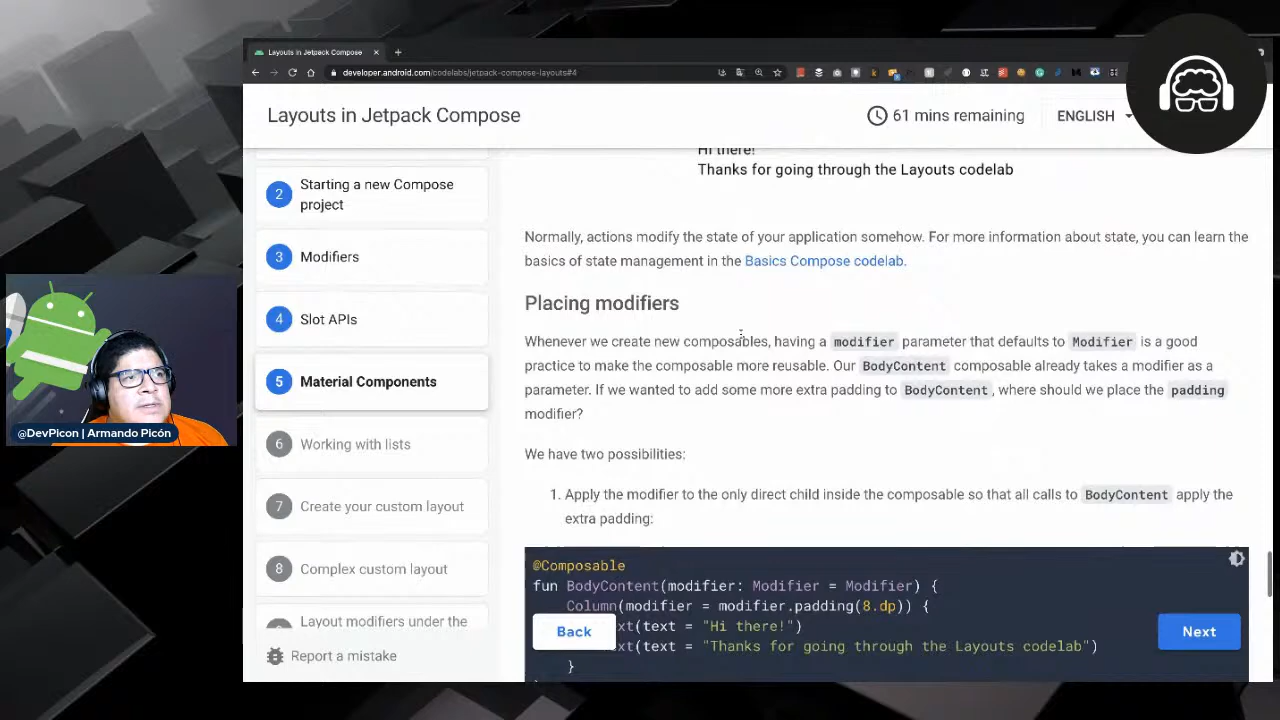 Layouts in Jetpack Compose
developer.android.com/codelabs/jetpack-compose-layouts#4
Layouts in Jetpack Compose
61 mins remaining
ENGLISH
2 Starting a new Compose
project
3 Modifiers
4 Slot APIs
5 Material Components
6 Working with lists
7 Create your custom layout
8 Complex custom layout
Layout modifiers under the
Report a mistake
Hi there!
Thanks for going through the Layouts codelab
Normally, actions modify the state of your application somehow. For more information about state, you can learn the
basics of state management in the Basics Compose codelab.
Placing modifiers
Whenever we create new composables, having a modifier parameter that defaults to Modifier is a good
practice to make the composable more reusable. Our BodyContent composable already takes a modifier as a
parameter. If we wanted to add some more extra padding to BodyContent, where should we place the padding
modifier?
We have two possibilities:
1. Apply the modifier to the only direct child inside the composable so that all calls to BodyContent apply the
extra padding:
@Composable
fun BodyContent(modifier: Modifier = Modifier) {
Column(modifier = modifier.padding(8.dp)) {
xt(text = "Hi there!")
xt(text = "Thanks for going through the Layouts codelab")
}
Back
Next
@DevPicon | Armando Picón